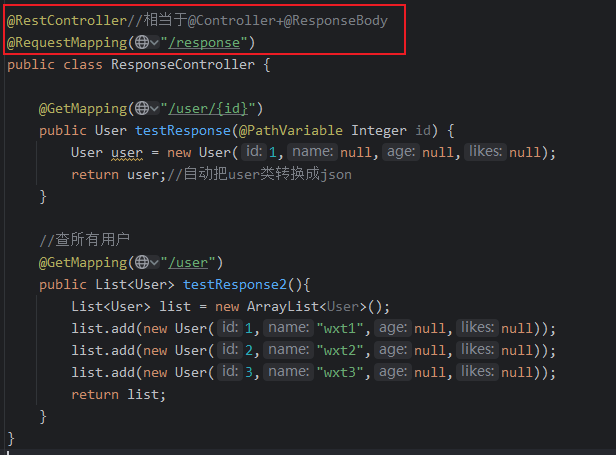 @RestController//相当于@Controller+@ResponseBody
@RequestMapping("/response")
public class ResponseController {
@GetMapping("/user/{id}")
public User testResponse(@PathVariable Integer id) {
User user = new User( id: 1, name: null, age: null, likes: null);
return user;//自动把user类转换成json
}
//查所有用户
@GetMapping("/user")
public List<User> testResponse2(){
List<User> list = new ArrayList<User>();
list.add(new User( id: 1, name: "wxt1", age: null, likes: null));
list.add(new User( id: 2, name: "wxt2", age: null, likes: null));
list.add(new User( id: 3, name: "wxt3", age: null, likes: null));
return list;
}
}